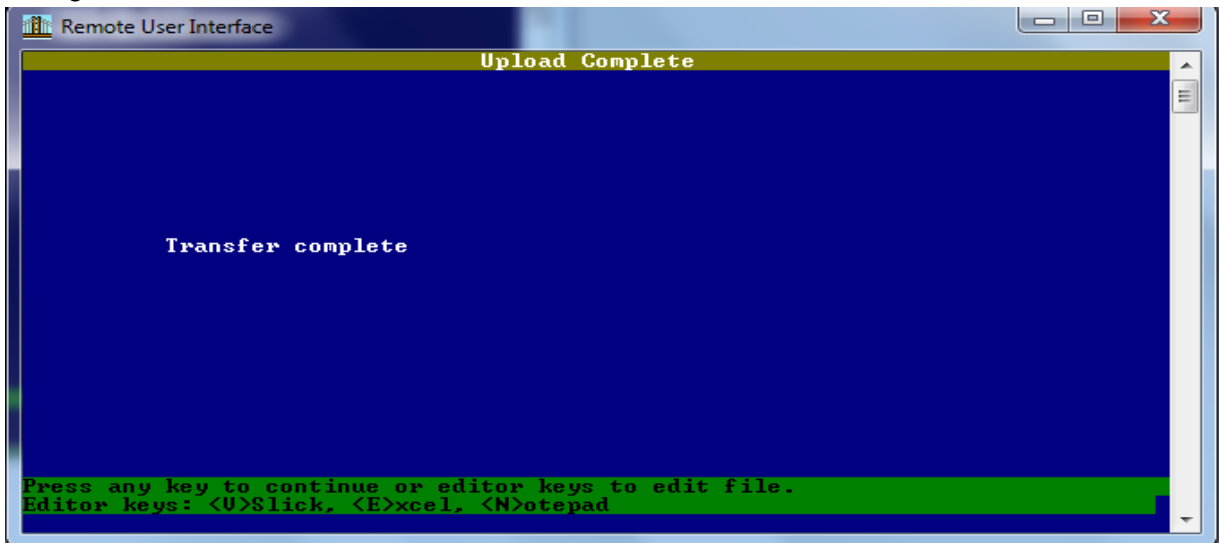 Remote User Interface
Upload Complete
Transfer complete
Press any key to continue or editor keys to edit file.
Editor keys: <V>Slick, <E>xcel, <N>otepad